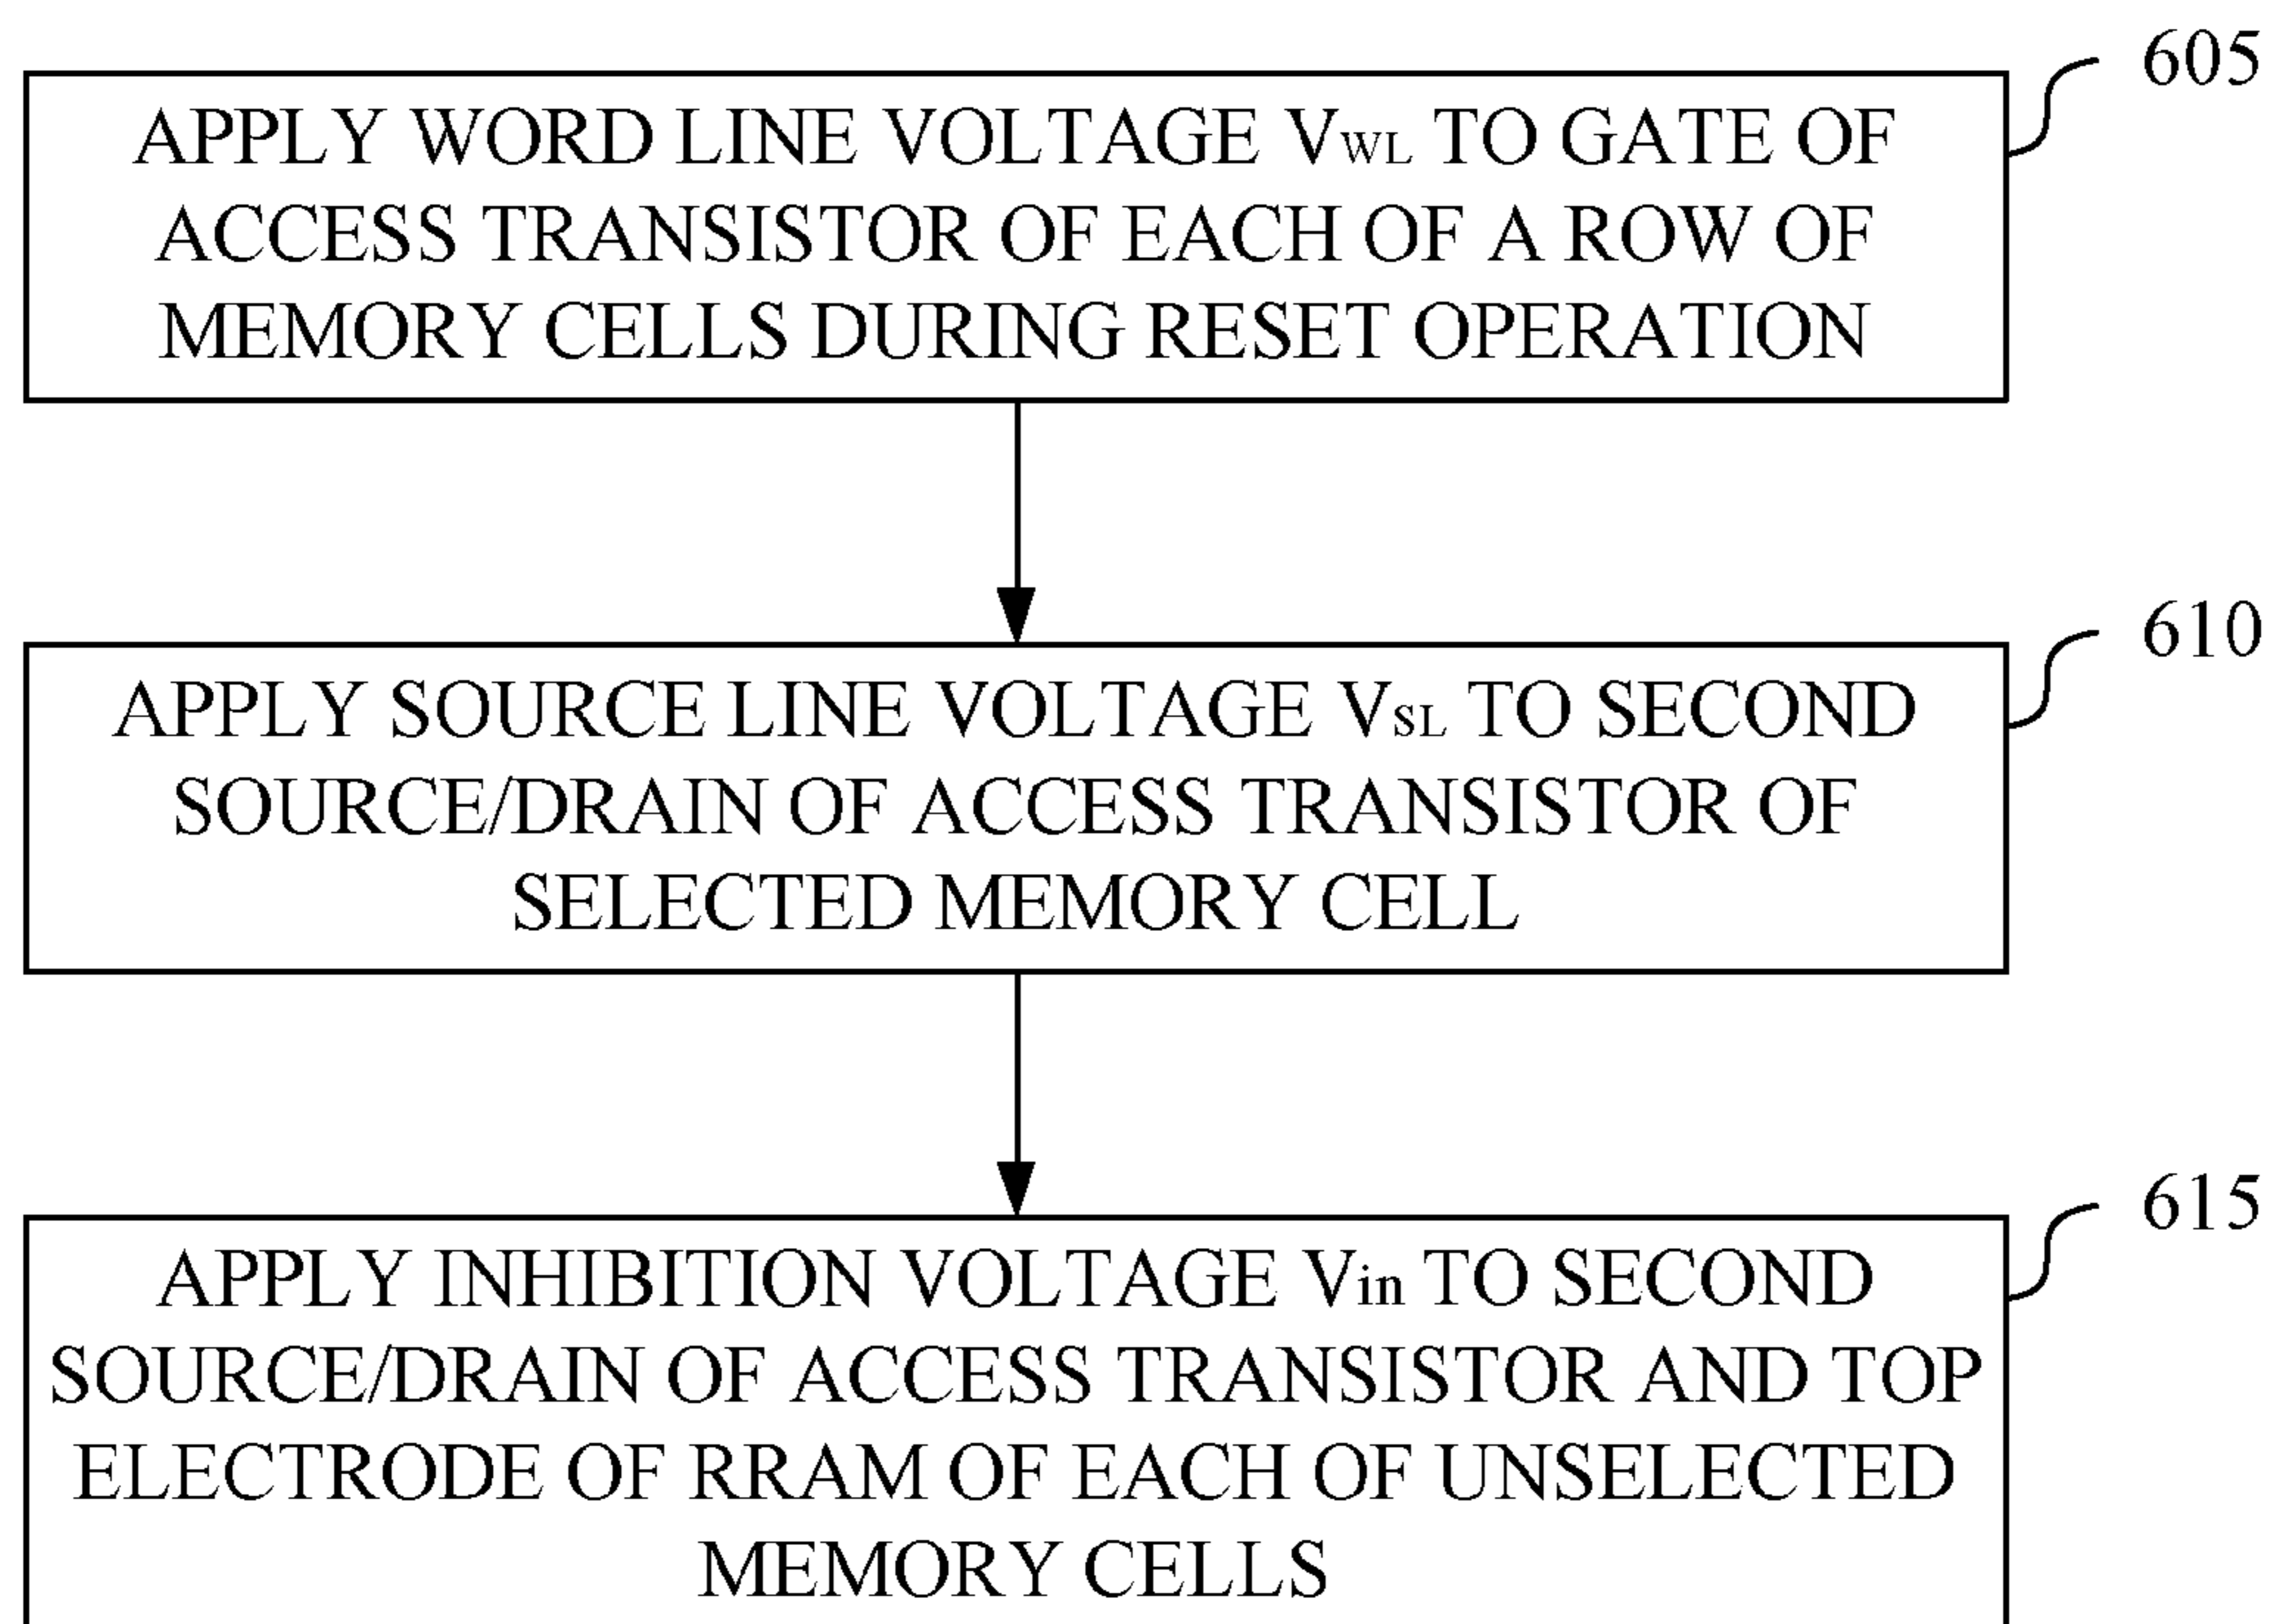 605
APPLY WORD LINE VOLTAGE VWL TO GATE OF
ACCESS TRANSISTOR OF EACH OF A ROW OF
MEMORY CELLS DURING RESET OPERATION
610
APPLY SOURCE LINE VOLTAGE VSL TO SECOND
SOURCE/DRAIN OF ACCESS TRANSISTOR OF
SELECTED MEMORY CELL
615
APPLY INHIBITION VOLTAGE Vin TO SECOND
SOURCE/DRAIN OF ACCESS TRANSISTOR AND TOP
ELECTRODE OF RRAM OF EACH OF UNSELECTED
MEMORY CELLS